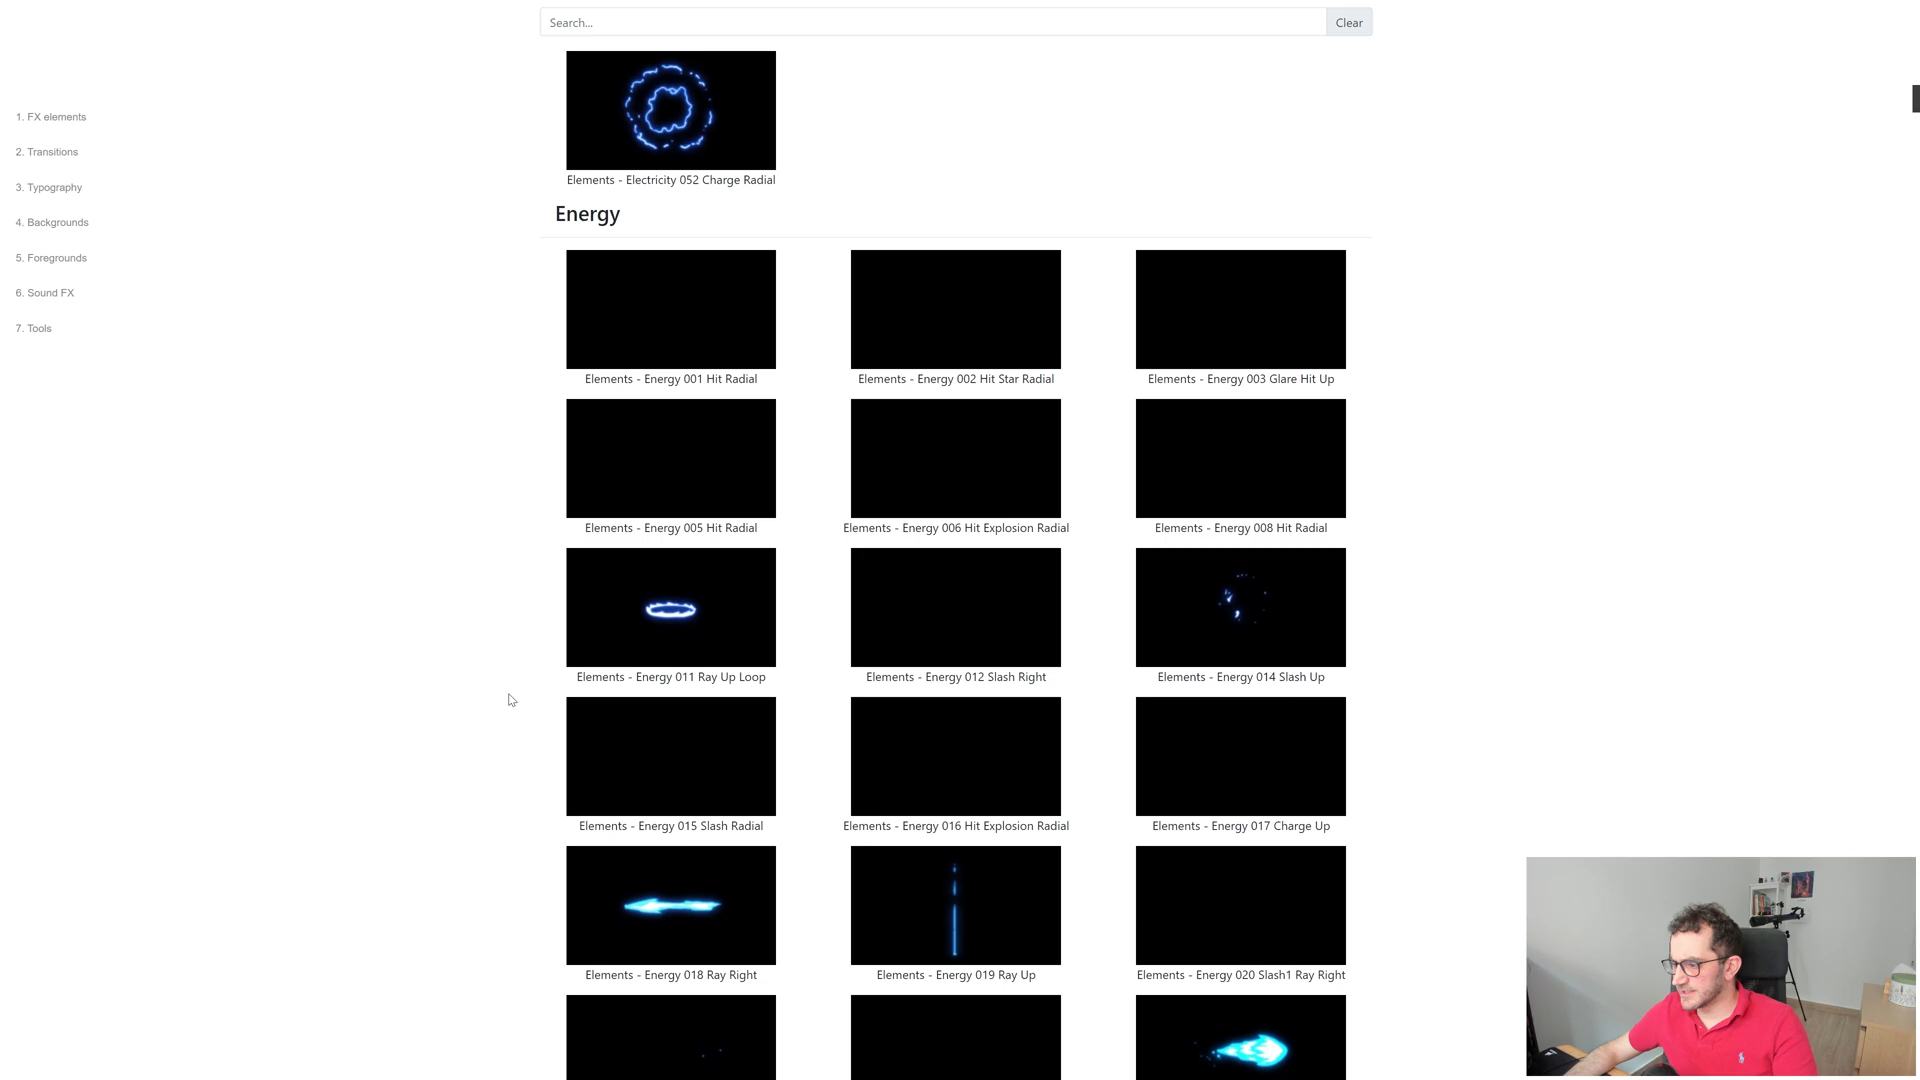 Search...
Clear
1. FX elements
2. Transitions
3. Typography
4. Backgrounds
5. Foregrounds
6. Sound FX
7. Tools
Elements - Electricity 052 Charge Radial
Energy
Elements - Energy 001 Hit Radial
Elements - Energy 002 Hit Star Radial
Elements - Energy 003 Glare Hit Up
Elements - Energy 005 Hit Radial
Elements - Energy 006 Hit Explosion Radial
Elements - Energy 008 Hit Radial
Elements - Energy 011 Ray Up Loop
Elements - Energy 012 Slash Right
Elements - Energy 014 Slash Up
Elements - Energy 015 Slash Radial
Elements - Energy 016 Hit Explosion Radial
Elements - Energy 017 Charge Up
Elements - Energy 018 Ray Right
Elements - Energy 019 Ray Up
Elements - Energy 020 Slash1 Ray Right